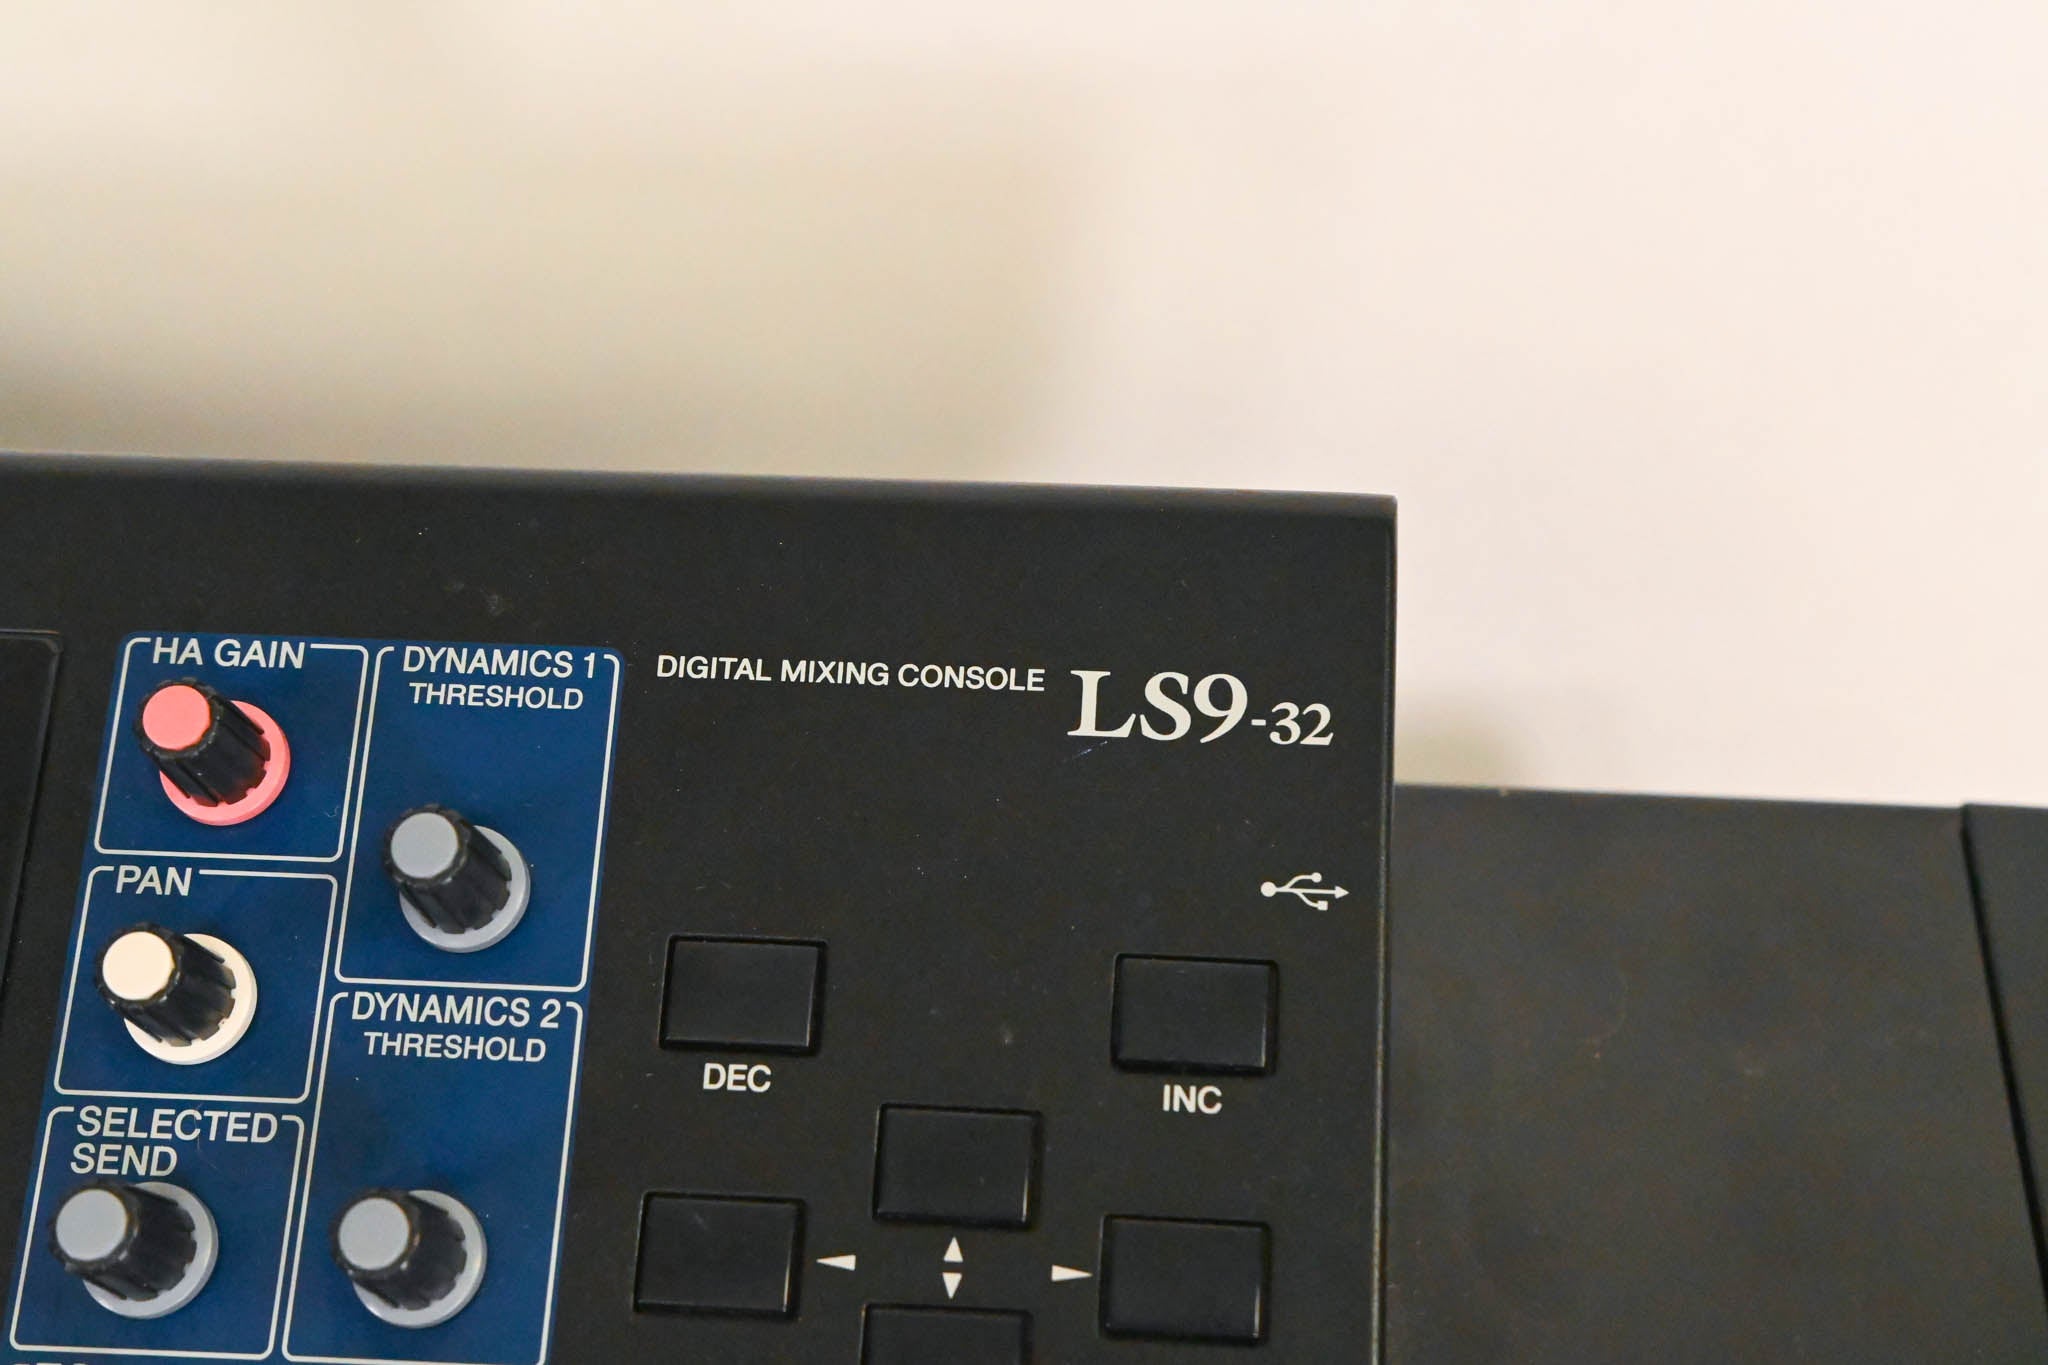 HA GAIN
DYNAMICS 1
THRESHOLD
DIGITAL MIXING CONSOLE LS9-32
PAN
DYNAMICS 2
THRESHOLD
DEC
INC
SELECTED
SEND